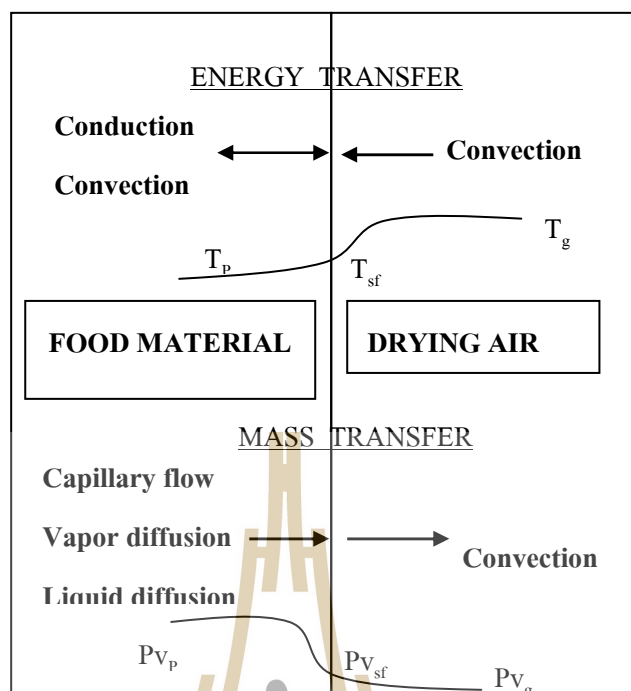 ENERGY TRANSFER
Conduction
Convection
Convection
T_g
T_P
T_sf
FOOD MATERIAL
DRYING AIR
MASS TRANSFER
Capillary flow
Vapor diffusion
Convection
Liquid diffusion
Pv_P
Pv_sf
Pv_g